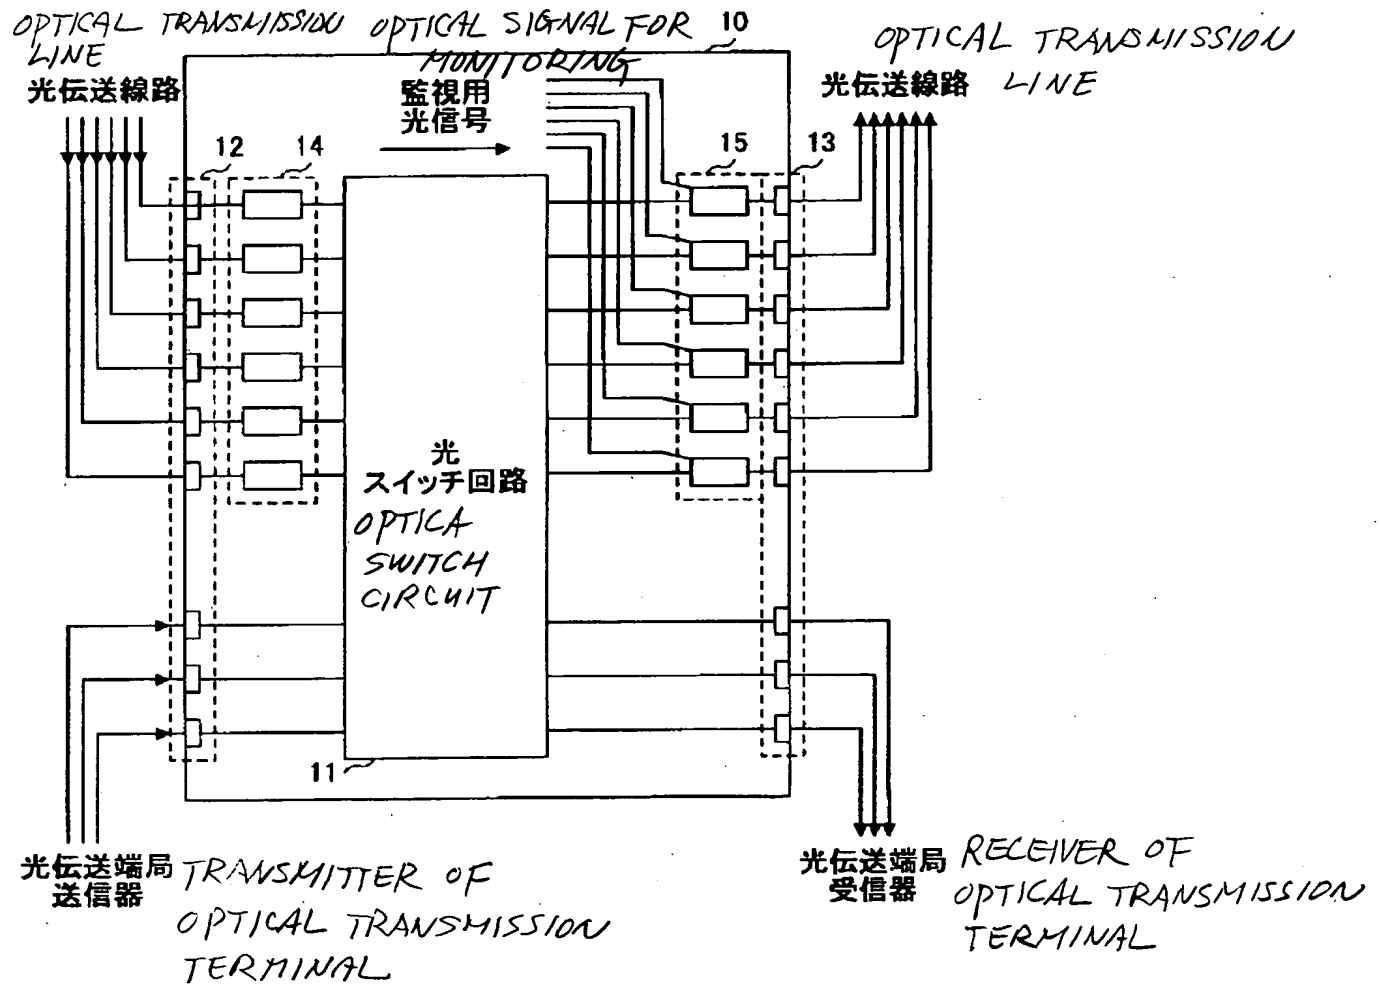 OPTICAL TRANSMISSION
LINE
光伝送線路
OPTICAL SIGNAL FOR
MONITORING
監視用
光信号
10
OPTICAL TRANSMISSION
LINE
光伝送線路
12
14
15
13
光
スイッチ回路
OPTICA
SWITCH
CIRCUIT
11
光伝送端局
送信器
TRANSMITTER OF
OPTICAL TRANSMISSION
TERMINAL
光伝送端局
受信器
RECEIVER OF
OPTICAL TRANSMISSION
TERMINAL